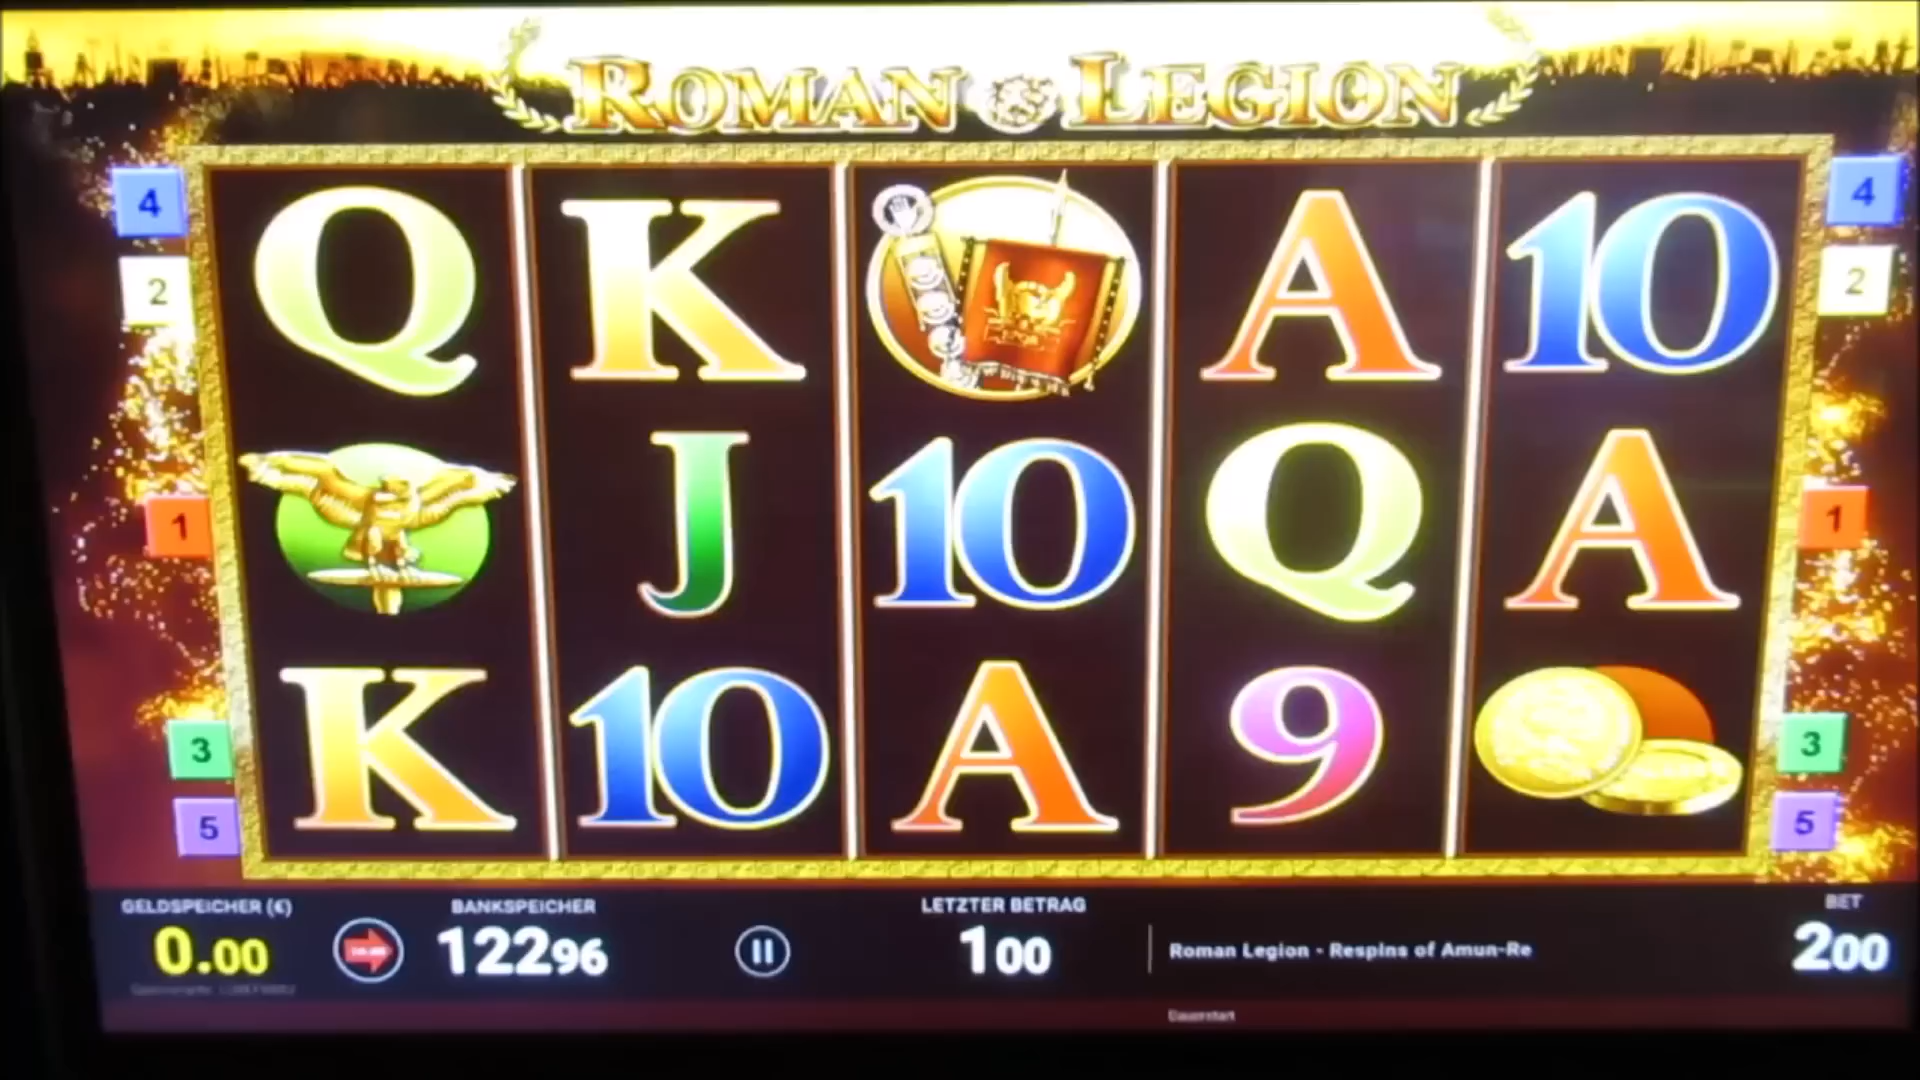 ROMAN LEGION
4 Q K A 10 4
2 2
1 J 10 Q A 1
K 10 A 9
3 3
5 5
GELDSPEICHER (€) BANKSPEICHER LETZTER BETRAG BET
0.00 12296 100 Roman Legion - Respins of Amun-Re 200
Dauerstart